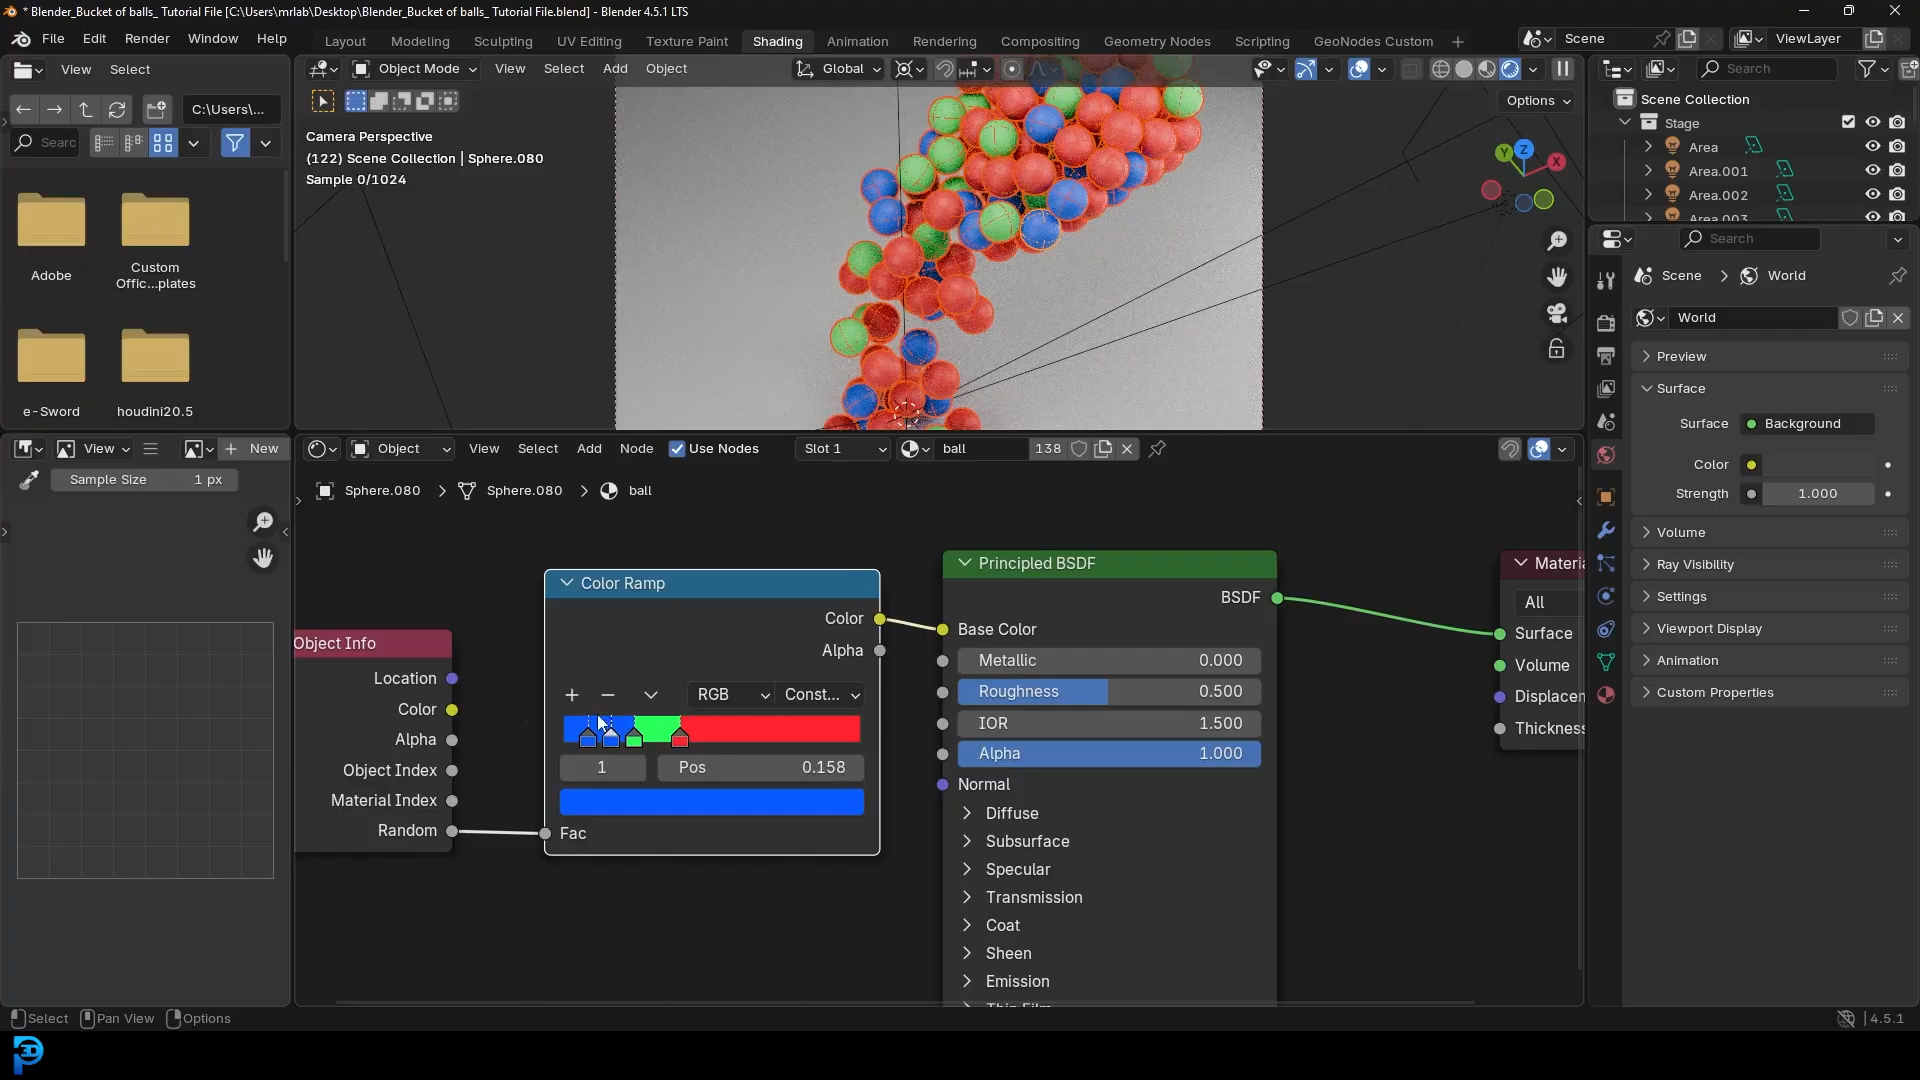 * Blender_Bucket of balls_ Tutorial File [C:\Users\mrlab\Desktop\Blender_Bucket of balls_ Tutorial File.blend] - Blender 4.5.1 LTS
File Edit Render Window Help
Layout Modeling Sculpting UV Editing Texture Paint Shading Animation Rendering Compositing Geometry Nodes Scripting GeoNodes Custom +
Scene
ViewLayer
View Select
C:\Users\...
Searc
Adobe
Custom
Offic...plates
e-Sword
houdini20.5
Object Mode
View Select Add Object
Global
Options
Camera Perspective
(122) Scene Collection | Sphere.080
Sample 0/1024
Z
Y
X
Search
Scene Collection
Stage
Area
Area.001
Area.002
Area.003
Search
Scene > World
World
Preview
Surface
Surface Background
Color
Strength 1.000
Volume
Ray Visibility
Settings
Viewport Display
Animation
Custom Properties
View
+ New
Sample Size 1 px
Object
View Select Add Node
Use Nodes
Slot 1
ball
138
Sphere.080 > Sphere.080 > ball
Object Info
Location
Color
Alpha
Object Index
Material Index
Random
Color Ramp
Color
Alpha
RGB
Const...
1
Pos 0.158
Fac
Principled BSDF
BSDF
Base Color
Metallic 0.000
Roughness 0.500
IOR 1.500
Alpha 1.000
Normal
Diffuse
Subsurface
Specular
Transmission
Coat
Sheen
Emission
Thin Film
Materia
All
Surface
Volume
Displacen
Thickness
Select
Pan View
Options
4.5.1